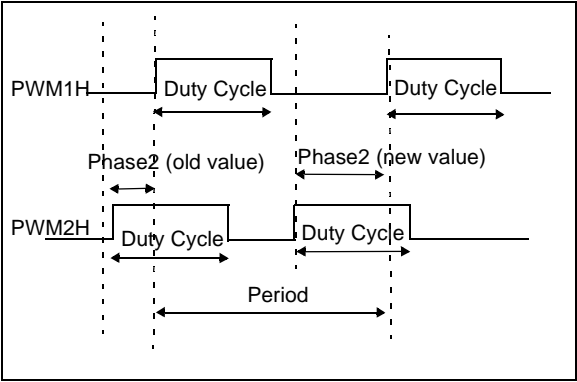 PWM1H
Duty Cycle
Duty Cycle
Phase2 (old value)
Phase2 (new value)
PWM2H
Duty Cycle
Duty Cycle
Period